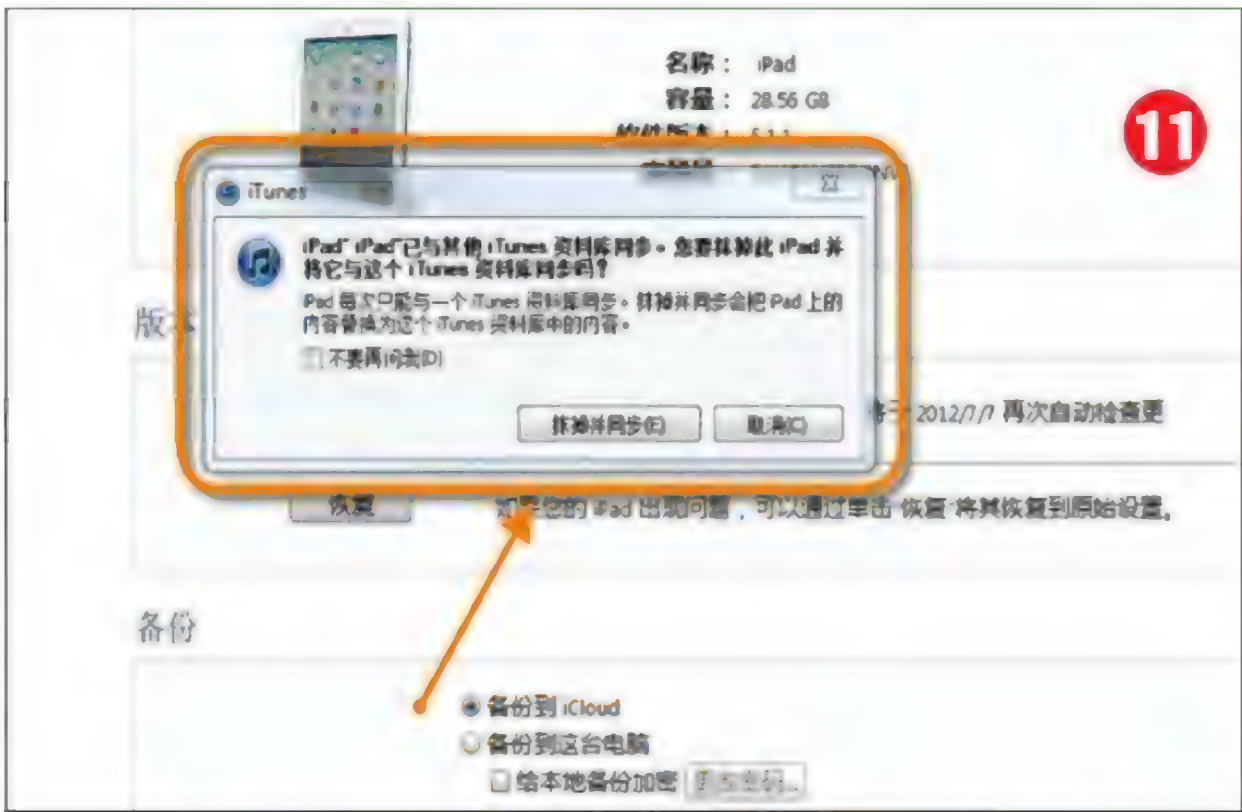 名称： iPad
容量： 28.56 GB
11
软件版本： 5.1.1
iTunes
iPad“iPad”已与其他 iTunes 资料库同步。您要抹掉此 iPad 并
将它与这个 iTunes 资料库同步吗？
iPad 每次只能与一个 iTunes 资料库同步。抹掉并同步会把 iPad 上的
内容替换为这个 iTunes 资料库中的内容。
不要再问我(D)
版本
抹掉并同步(E)
取消(C)
2012/7/7 再次自动检查更
恢复
如果您的 iPad 出现问题，可以通过单击“恢复”将其恢复到原始设置。
备份
备份到 iCloud
备份到这台电脑
给本地备份加密